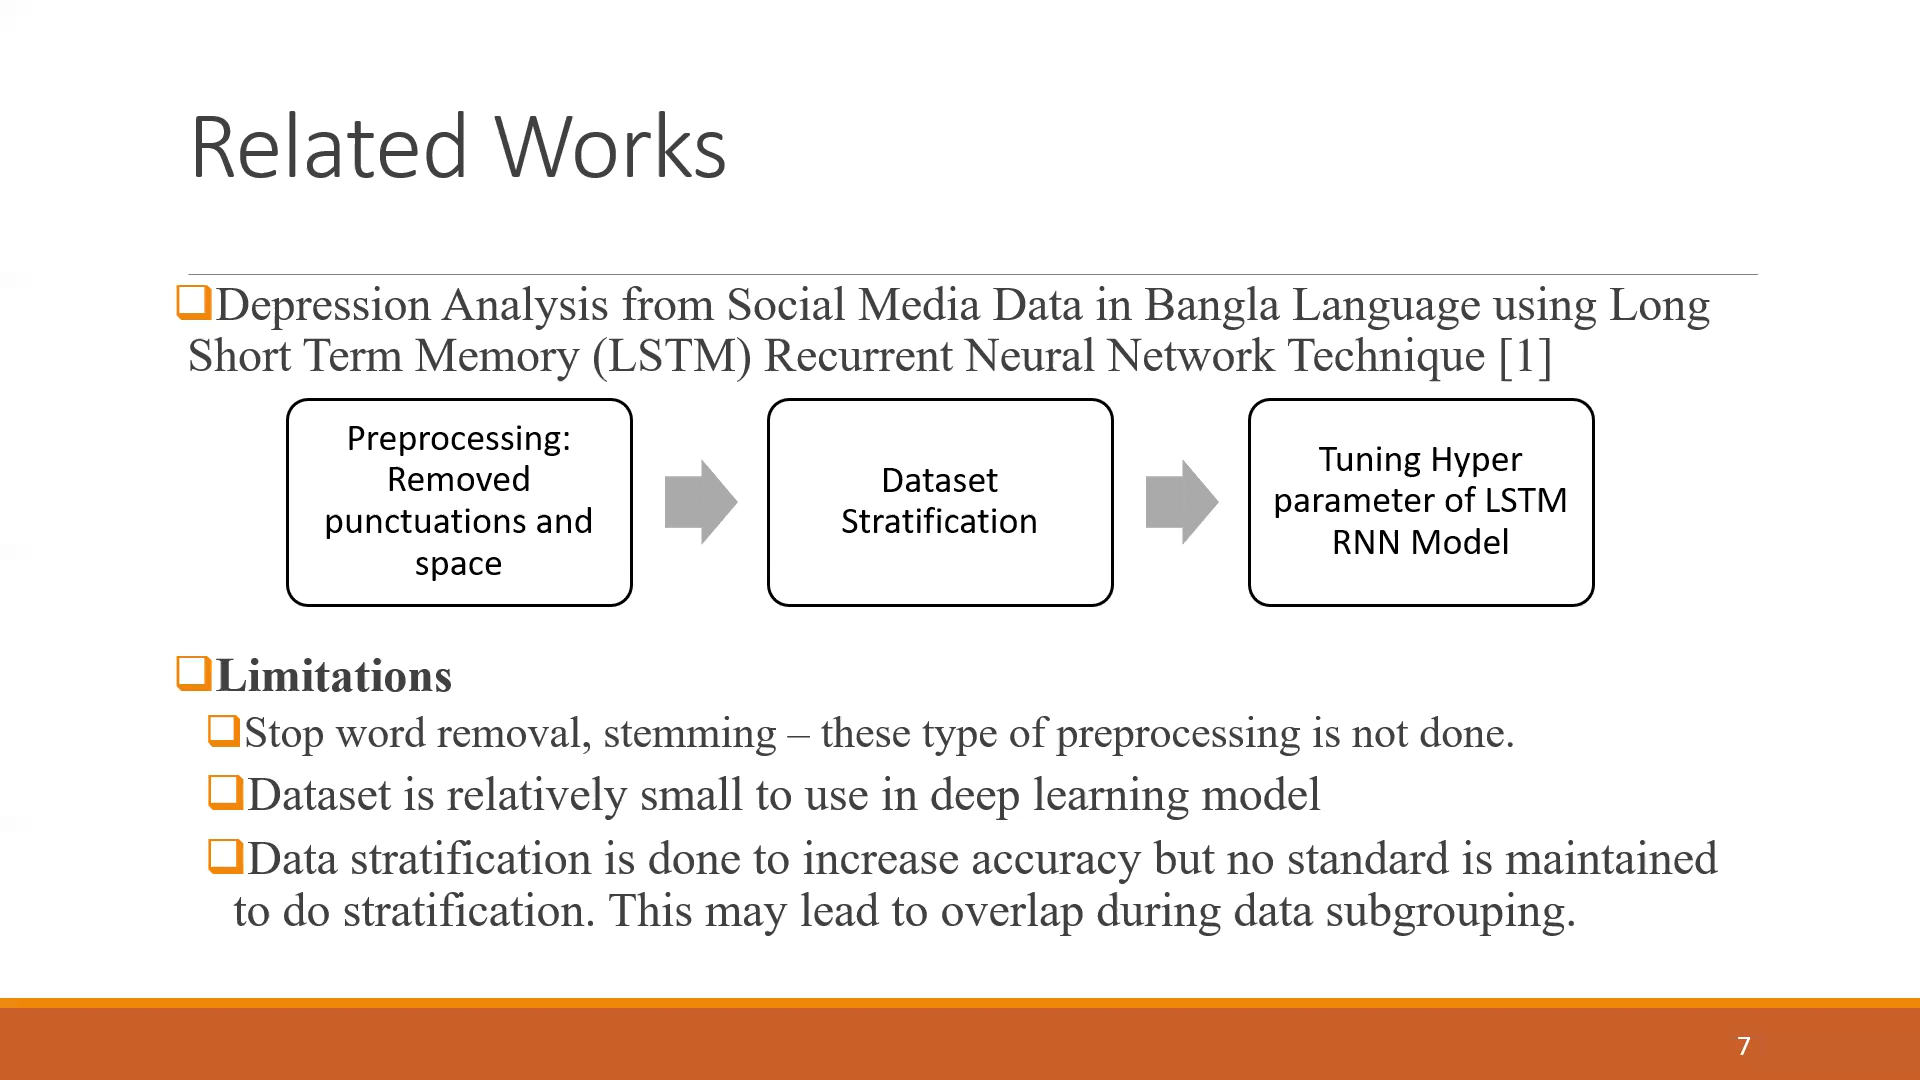 Related Works
Depression Analysis from Social Media Data in Bangla Language using Long
Short Term Memory (LSTM) Recurrent Neural Network Technique [1]
Preprocessing:
Removed
punctuations and
space
Dataset
Stratification
Tuning Hyper
parameter of LSTM
RNN Model
Limitations
Stop word removal, stemming – these type of preprocessing is not done.
Dataset is relatively small to use in deep learning model
Data stratification is done to increase accuracy but no standard is maintained
to do stratification. This may lead to overlap during data subgrouping.
7